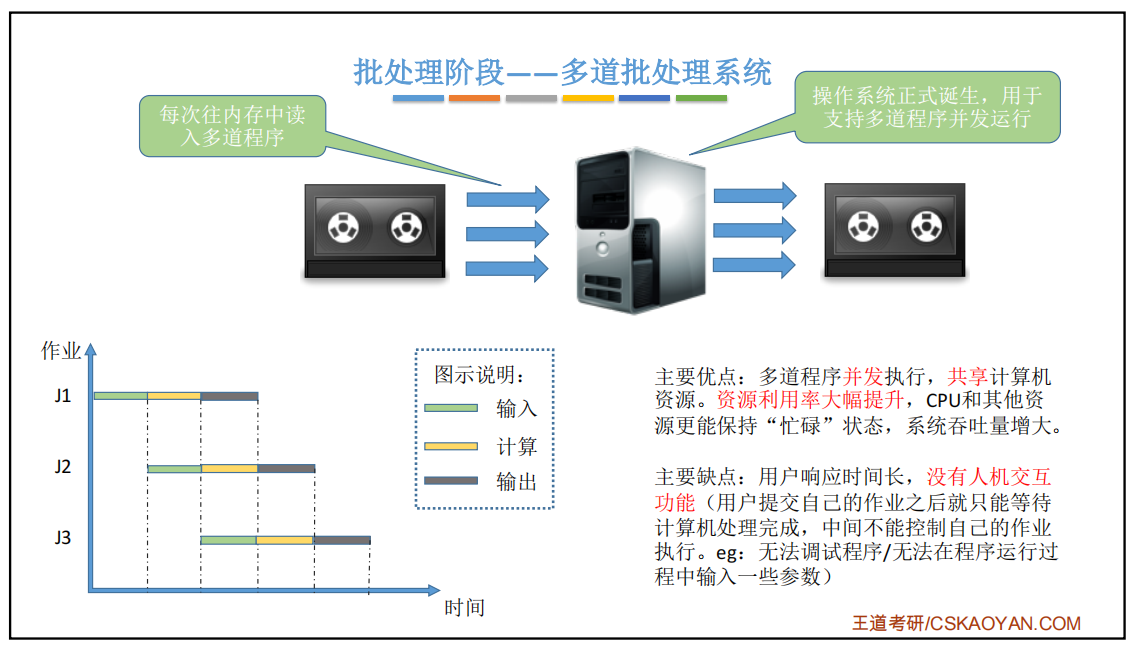 批处理阶段——多道批处理系统
每次往内存中读
入多道程序
操作系统正式诞生，用于
支持多道程序并发运行
作业
J1
J2
J3
时间
图示说明：
输入
计算
输出
主要优点：多道程序并发执行，共享计算机
资源。资源利用率大幅提升，CPU和其他资
源更能保持“忙碌”状态，系统吞吐量增大。
主要缺点：用户响应时间长，没有人机交互
功能（用户提交自己的作业之后就只能等待
计算机处理完成，中间不能控制自己的作业
执行。eg：无法调试程序/无法在程序运行过
程中输入一些参数）
王道考研/CSKAOYAN.COM